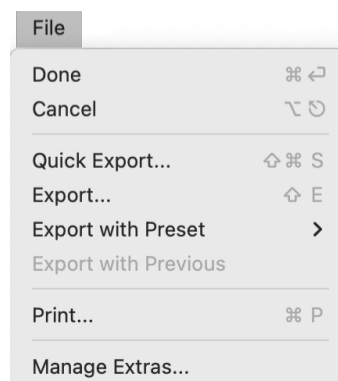 File
Done ⌘ ↩
Cancel ⌥ ⎋
Quick Export... ⇧ ⌘ S
Export... ⇧ E
Export with Preset >
Export with Previous
Print... ⌘ P
Manage Extras...